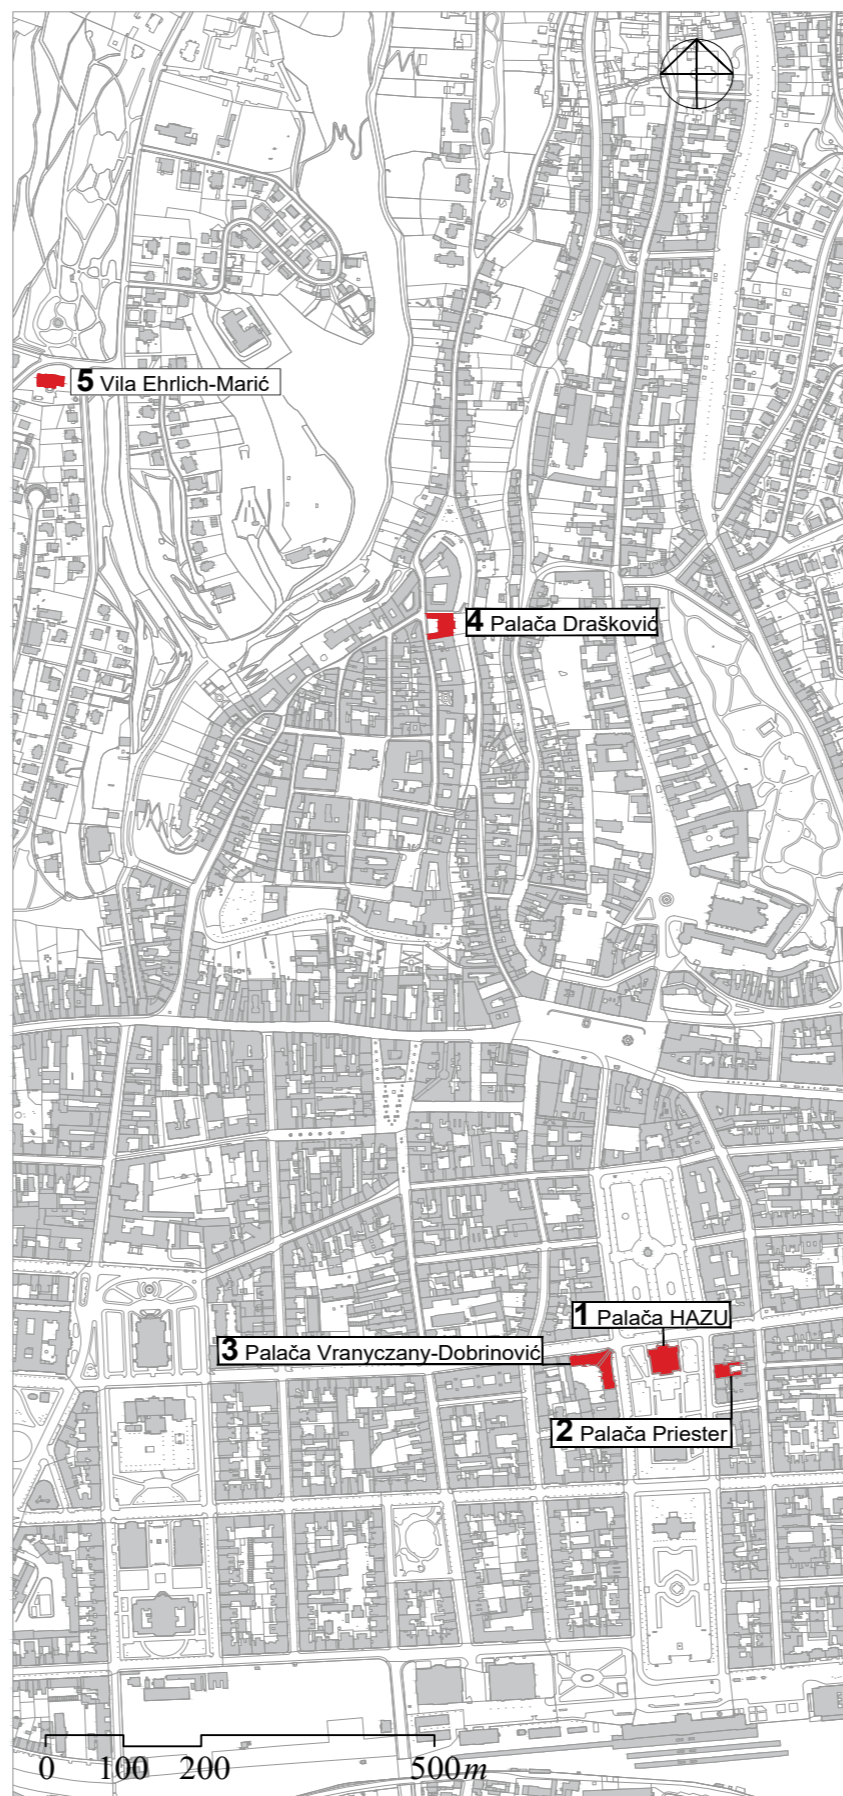 5 Vila Ehrlich-Marić
4 Palača Drašković
1 Palača HAZU
3 Palača Vranyczany-Dobrinović
2 Palača Priester
0 100 200 500m